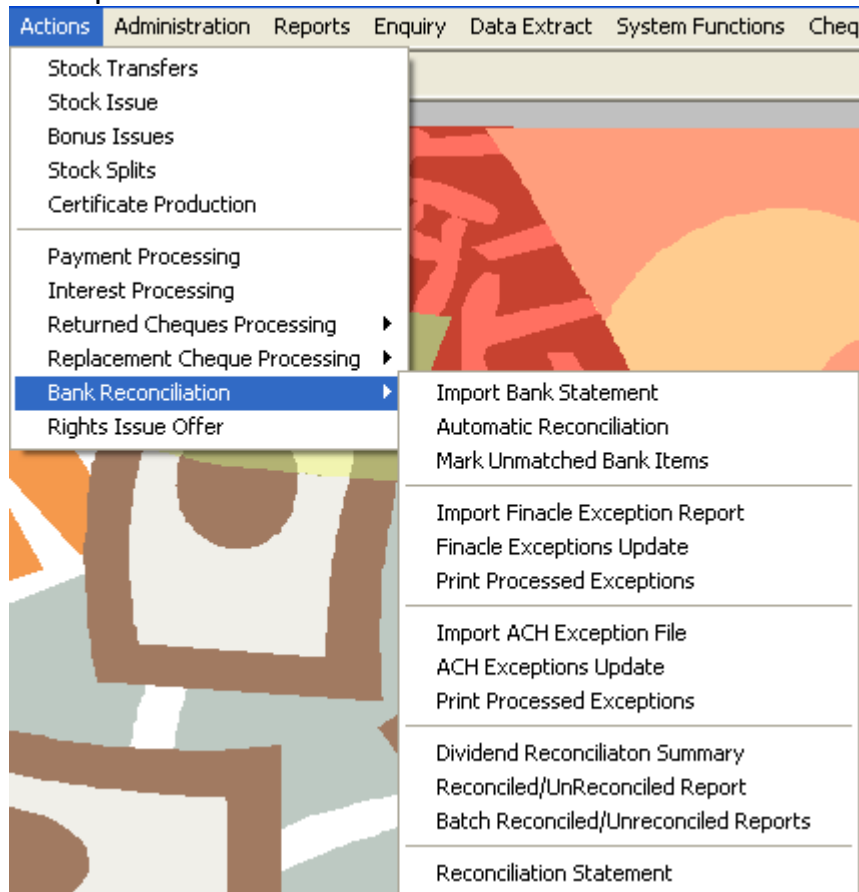 Actions Administration Reports Enquiry Data Extract System Functions Cheq
Stock Transfers
Stock Issue
Bonus Issues
Stock Splits
Certificate Production
Payment Processing
Interest Processing
Returned Cheques Processing
Replacement Cheque Processing
Bank Reconciliation
Rights Issue Offer
Import Bank Statement
Automatic Reconciliation
Mark Unmatched Bank Items
Import Finacle Exception Report
Finacle Exceptions Update
Print Processed Exceptions
Import ACH Exception File
ACH Exceptions Update
Print Processed Exceptions
Dividend Reconciliaton Summary
Reconciled/UnReconciled Report
Batch Reconciled/Unreconciled Reports
Reconciliation Statement